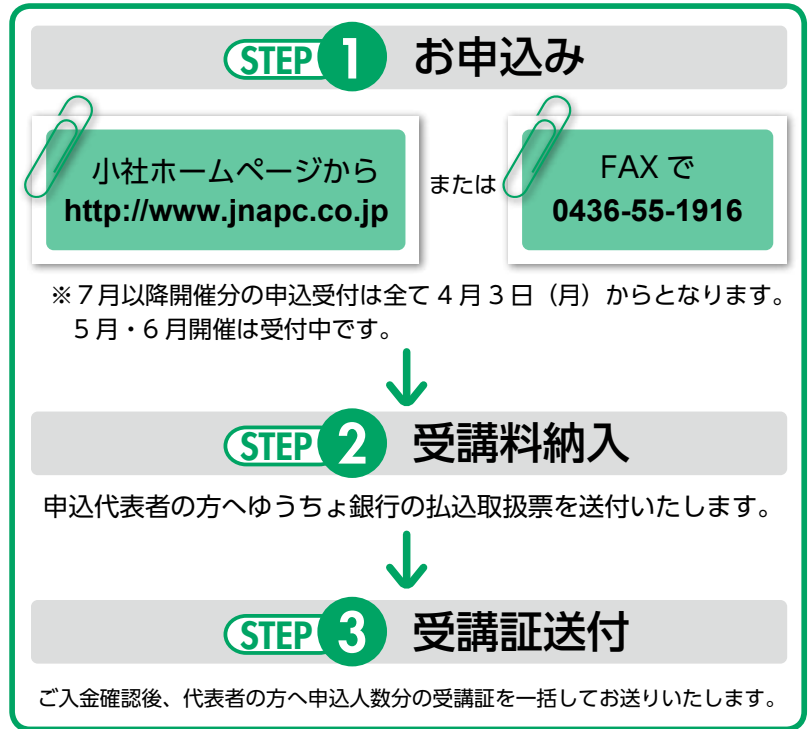 STEP 1 お申込み
小社ホームページから
http://www.jnapc.co.jp
または
FAX で
0436-55-1916
※７月以降開催分の申込受付は全て 4 月 3 日（月）からとなります。
５月・６月開催は受付中です。
STEP 2 受講料納入
申込代表者の方へゆうちょ銀行の払込取扱票を送付いたします。
STEP 3 受講証送付
ご入金確認後、代表者の方へ申込人数分の受講証を一括してお送りいたします。